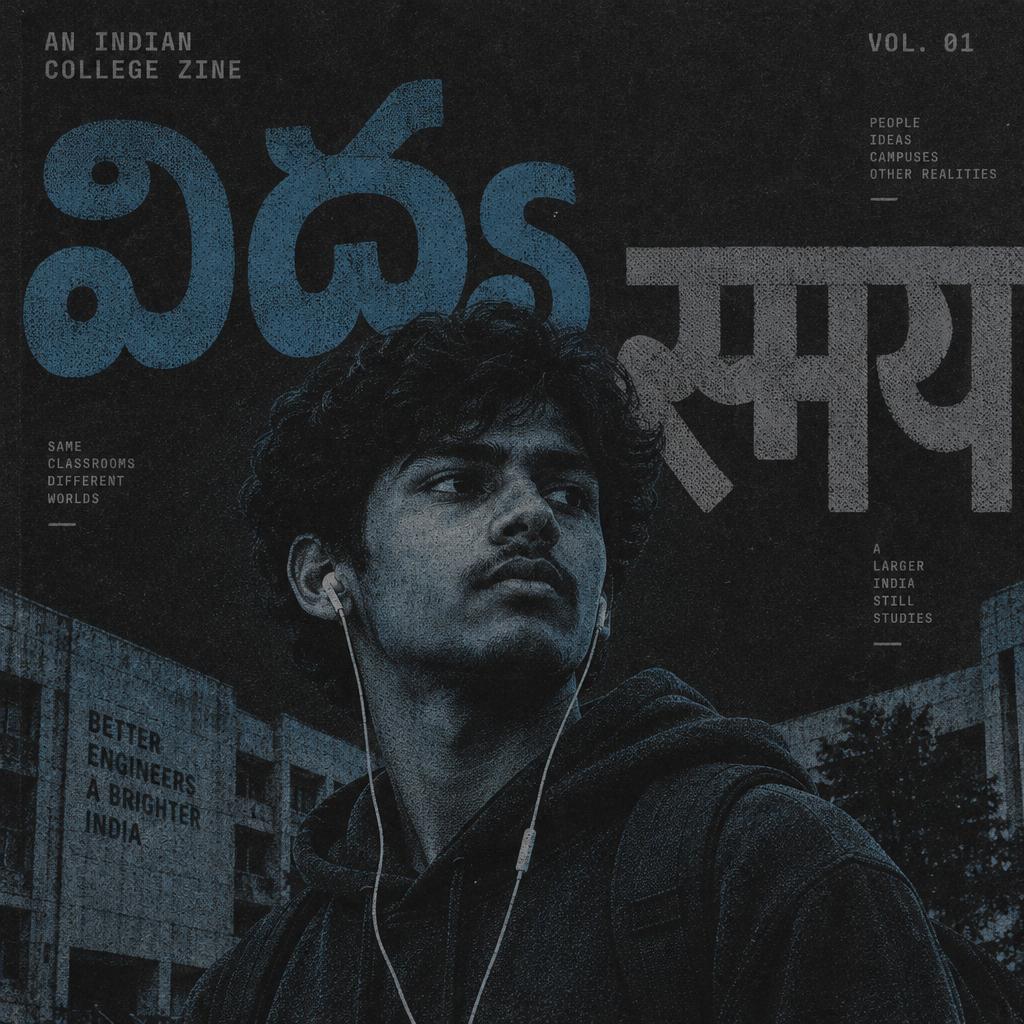 AN INDIAN
COLLEGE ZINE
VOL. 01
విద్య
PEOPLE
IDEAS
CAMPUSES
OTHER REALITIES
स्मय
SAME
CLASSROOMS
DIFFERENT
WORLDS
A
LARGER
INDIA
STILL
STUDIES
BETTER
ENGINEERS
A BRIGHTER
INDIA